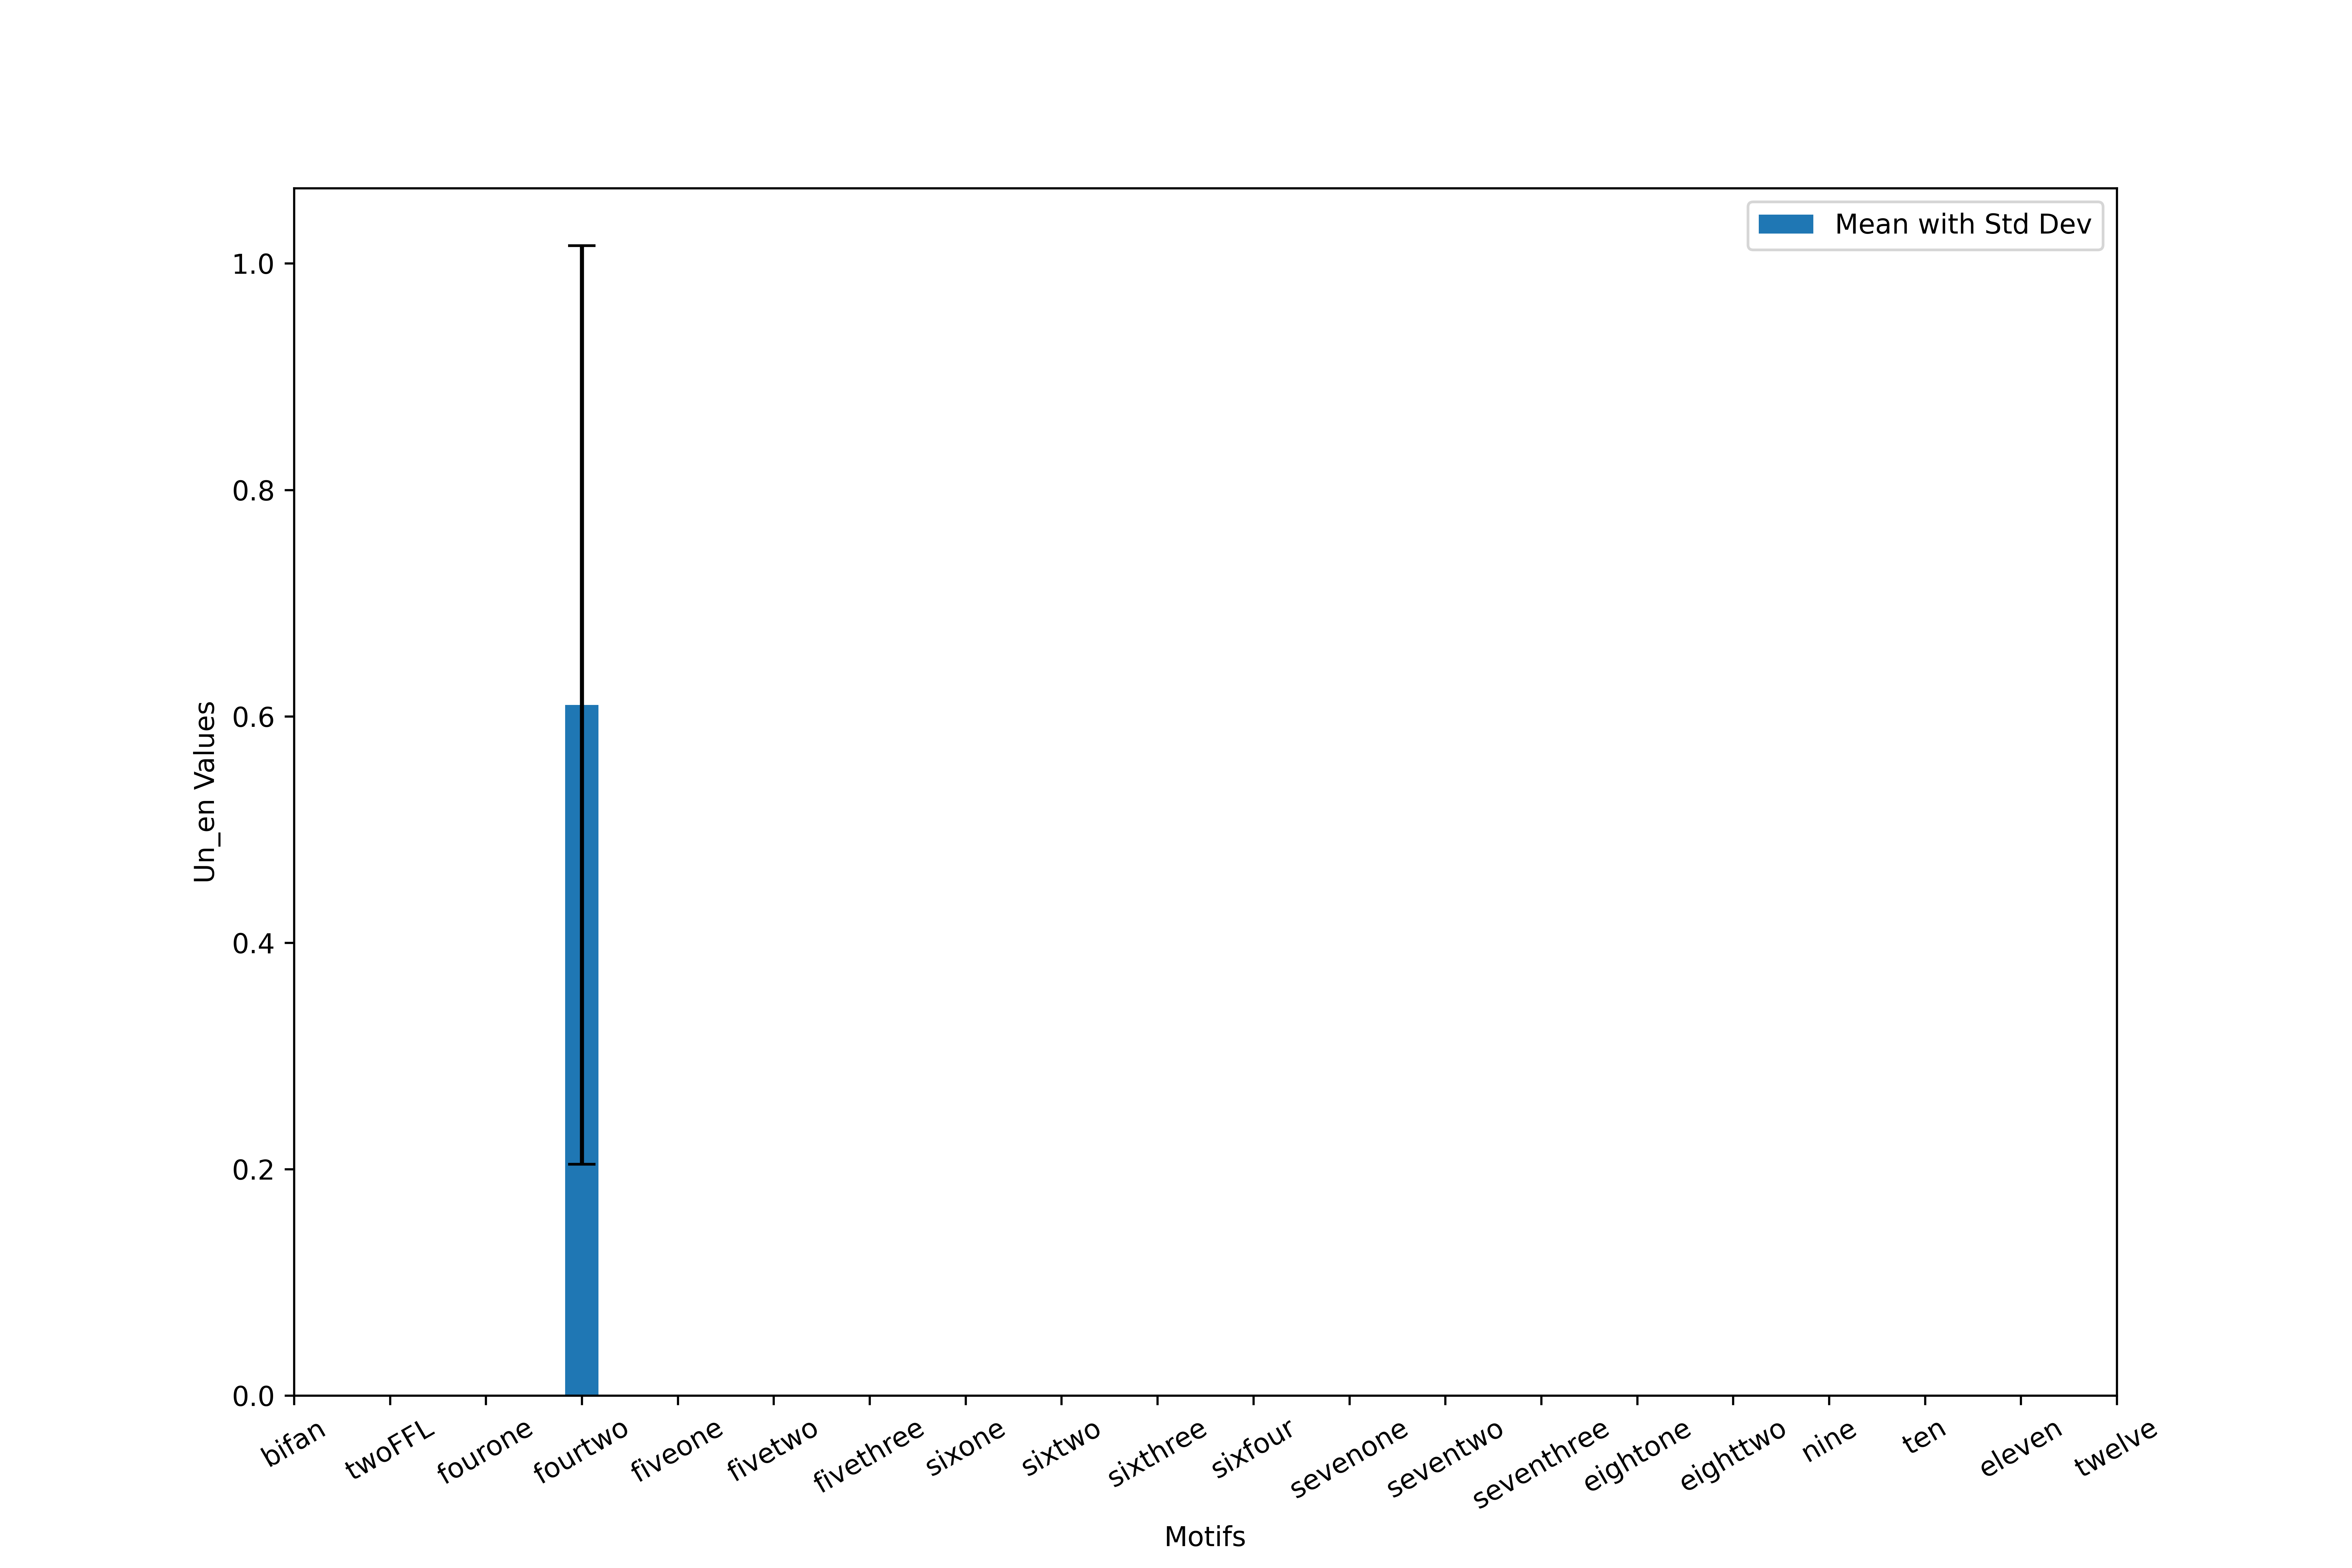 Mean with Std Dev
1.0
0.8
0.6
0.4
0.2
0.0
Un_en Values
bifan
twoFFL
fourone
fourtwo
fiveone
fivetwo
fivethree
sixone
sixtwo
sixthree
sixfour
sevenone
seventwo
seventhree
eightone
eighttwo
nine
ten
eleven
twelve
Motifs